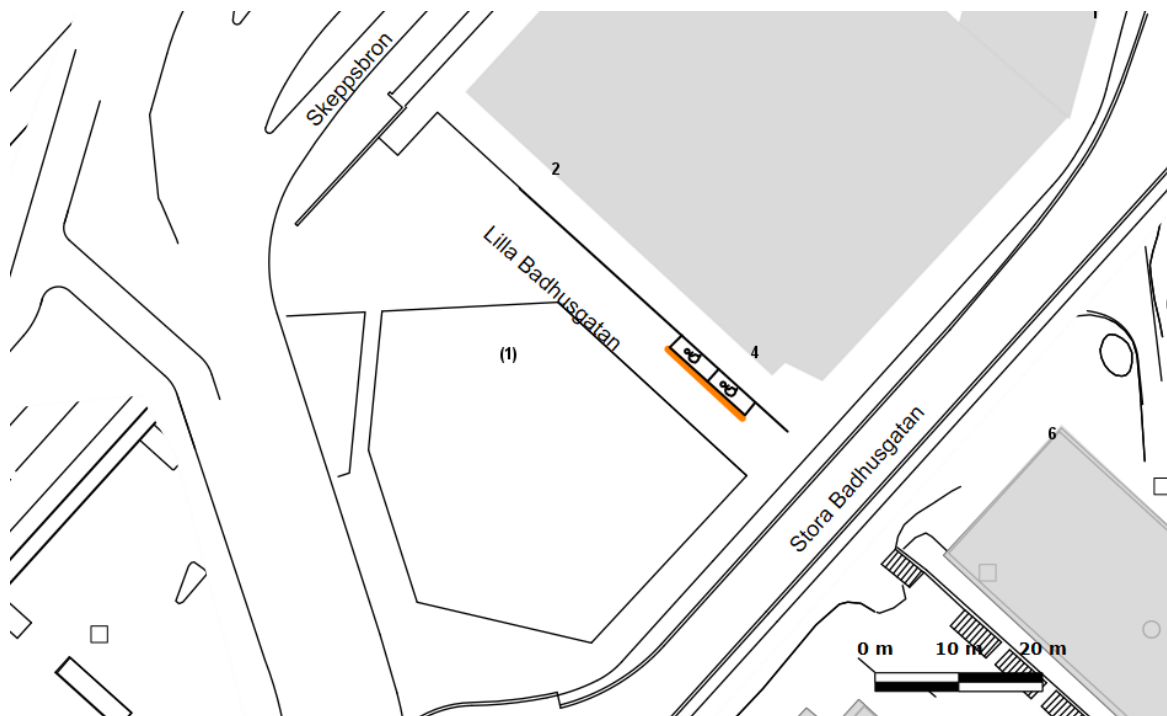 Skeppsbron
2
Lilla Badhusgatan
(1)
4
6
Stora Badhusgatan
0 m 10 m 20 m